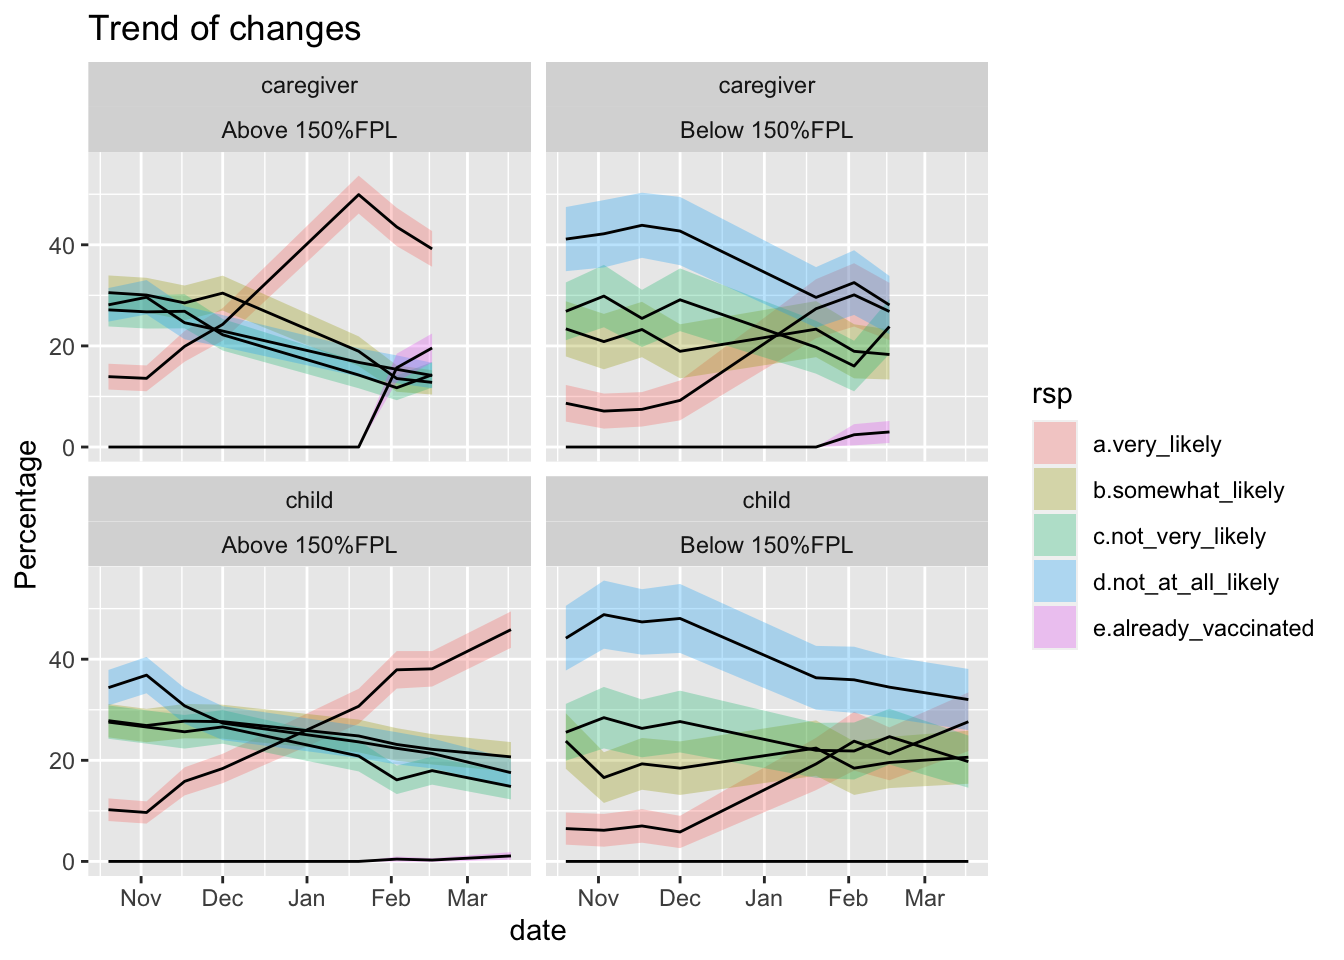 Trend of changes
caregiver
Above 150%FPL
caregiver
Below 150%FPL
40
20
0
child
Above 150%FPL
child
Below 150%FPL
40
20
0
Percentage
Nov Dec Jan Feb Mar
Nov Dec Jan Feb Mar
date
rsp
a.very_likely
b.somewhat_likely
c.not_very_likely
d.not_at_all_likely
e.already_vaccinated